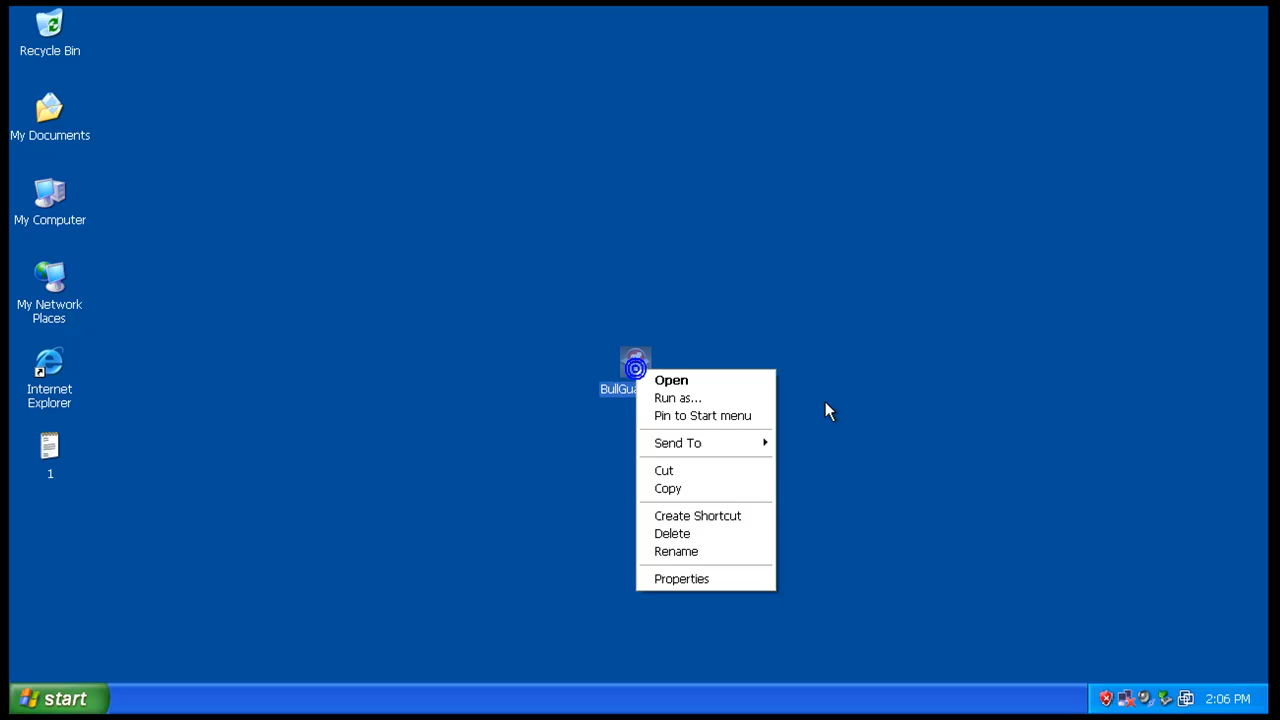 Recycle Bin
My Documents
My Computer
My Network
Places
Internet
Explorer
1
Open
Run as...
Pin to Start menu
Send To
Cut
Copy
Create Shortcut
Delete
Rename
Properties
start
2:06 PM